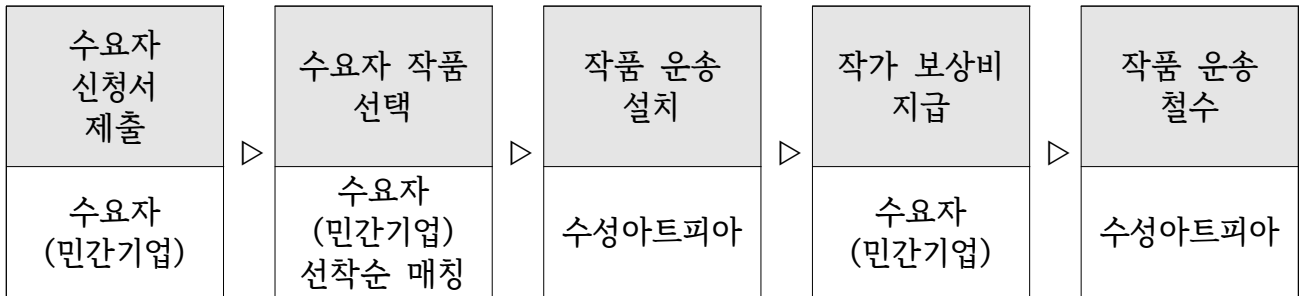 수요자
신청서
제출
수요자 작품
선택
작품 운송
설치
작가 보상비
지급
작품 운송
철수
▷
▷
▷
▷
수요자
(민간기업)
수요자
(민간기업)
선착순 매칭
수성아트피아
수요자
(민간기업)
수성아트피아